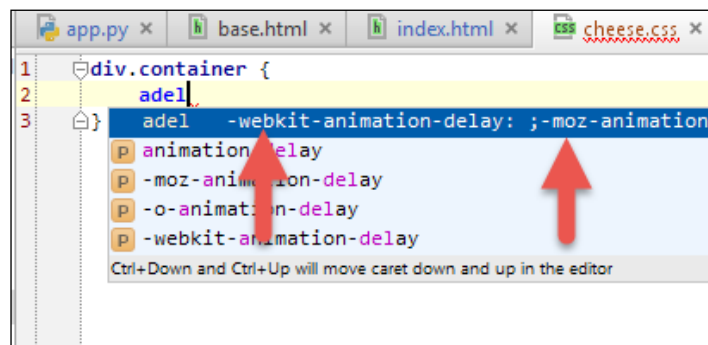 app.py × base.html × index.html × cheese.css ×
1 div.container {
2 adel
3 }
adel -webkit-animation-delay: ;-moz-animation
p animation-delay
p -moz-animation-delay
p -o-animation-delay
p -webkit-animation-delay
Ctrl+Down and Ctrl+Up will move caret down and up in the editor